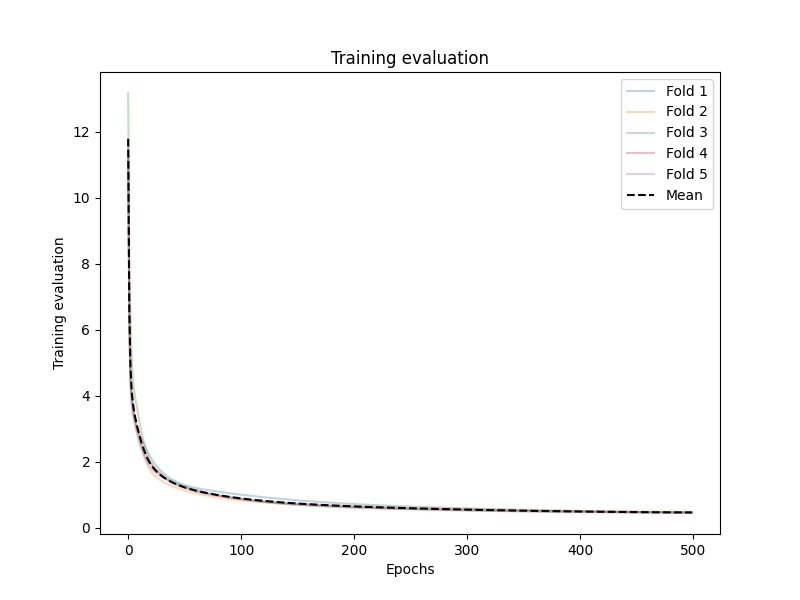 Training evaluation
Fold 1
Fold 2
Fold 3
Fold 4
Fold 5
Mean
Training evaluation
12
10
8
6
4
2
0
0 100 200 300 400 500
Epochs